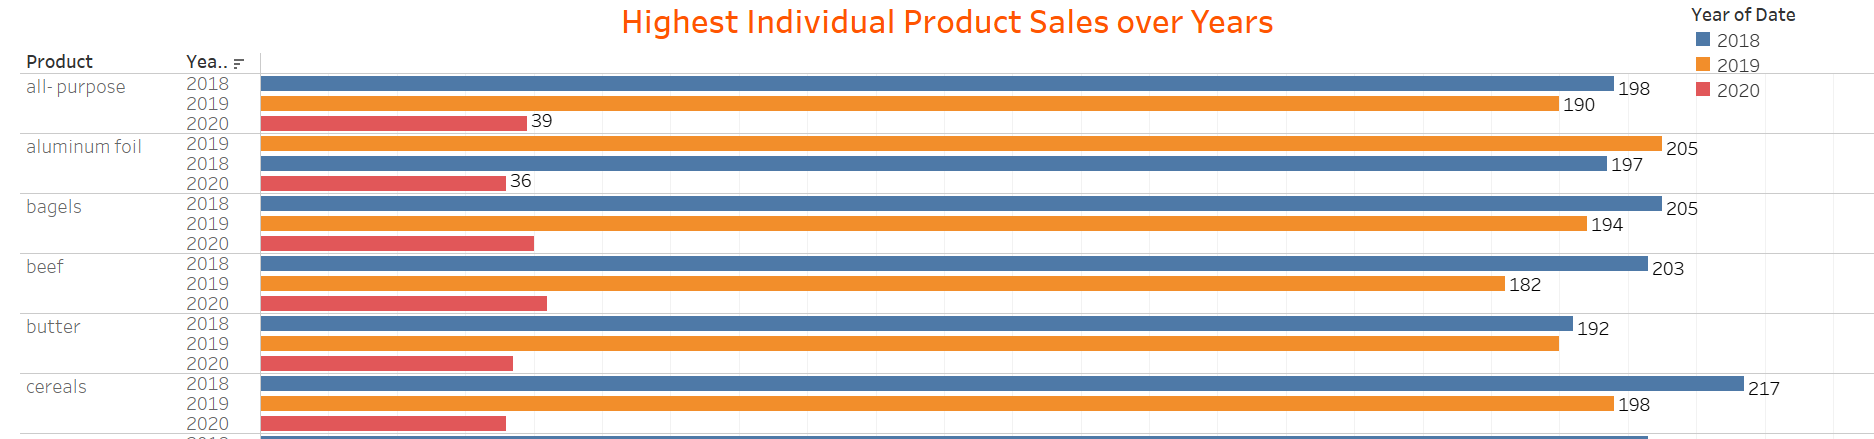 Highest Individual Product Sales over Years
Year of Date
2018
2019
2020
Product Yea..
all- purpose 2018 198
2019 190
2020 39
aluminum foil 2019 205
2018 197
2020 36
bagels 2018 205
2019 194
2020
beef 2018 203
2019 182
2020
butter 2018 192
2019
2020
cereals 2018 217
2019 198
2020